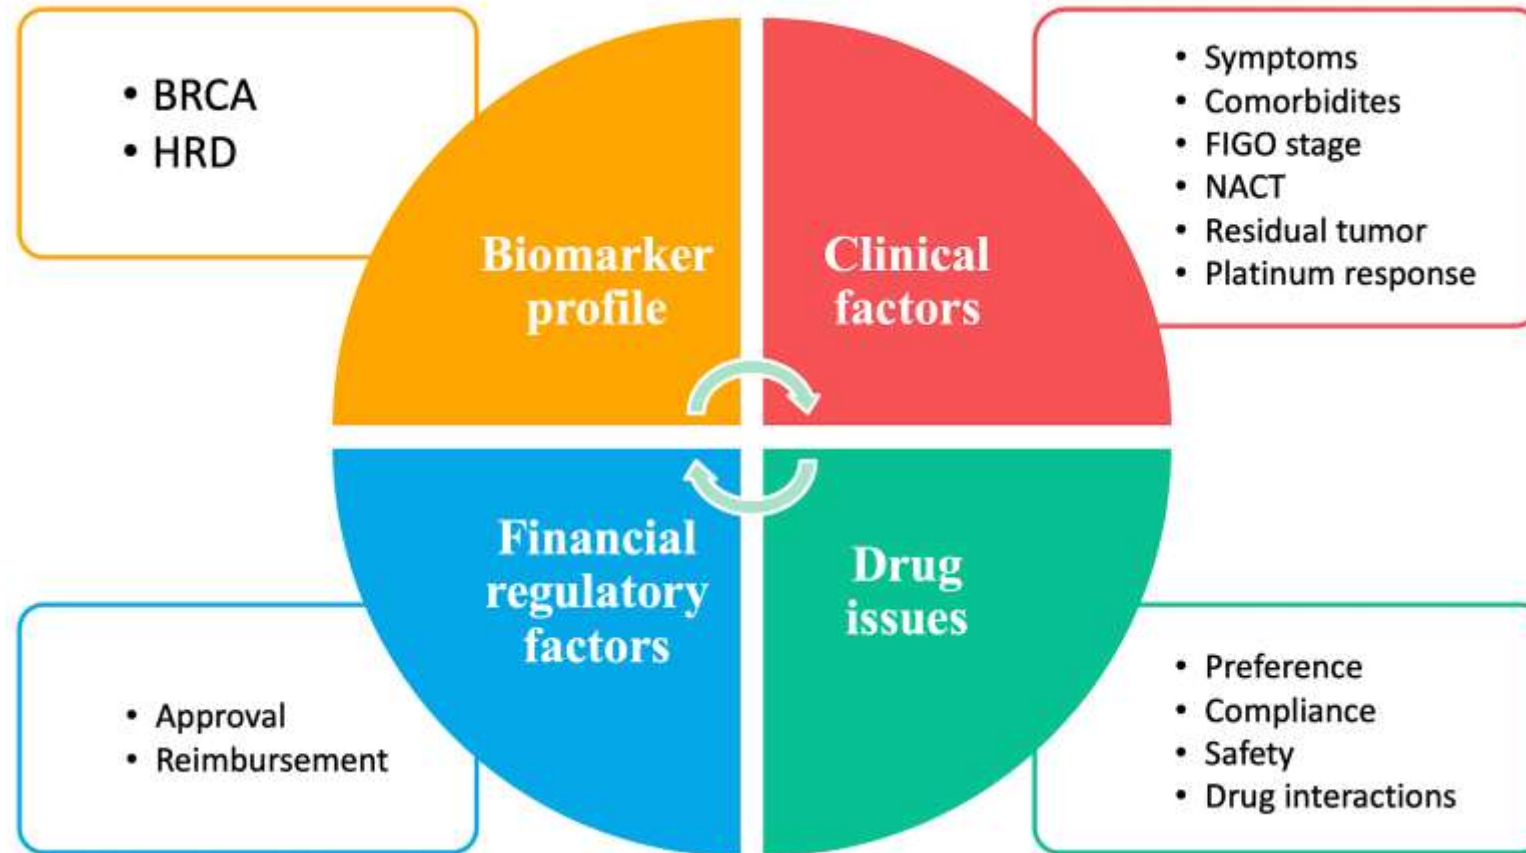 • BRCA
• HRD
Biomarker
profile
Clinical
factors
• Symptoms
• Comorbidites
• FIGO stage
• NACT
• Residual tumor
• Platinum response
Financial
regulatory
factors
• Approval
• Reimbursement
Drug
issues
• Preference
• Compliance
• Safety
• Drug interactions